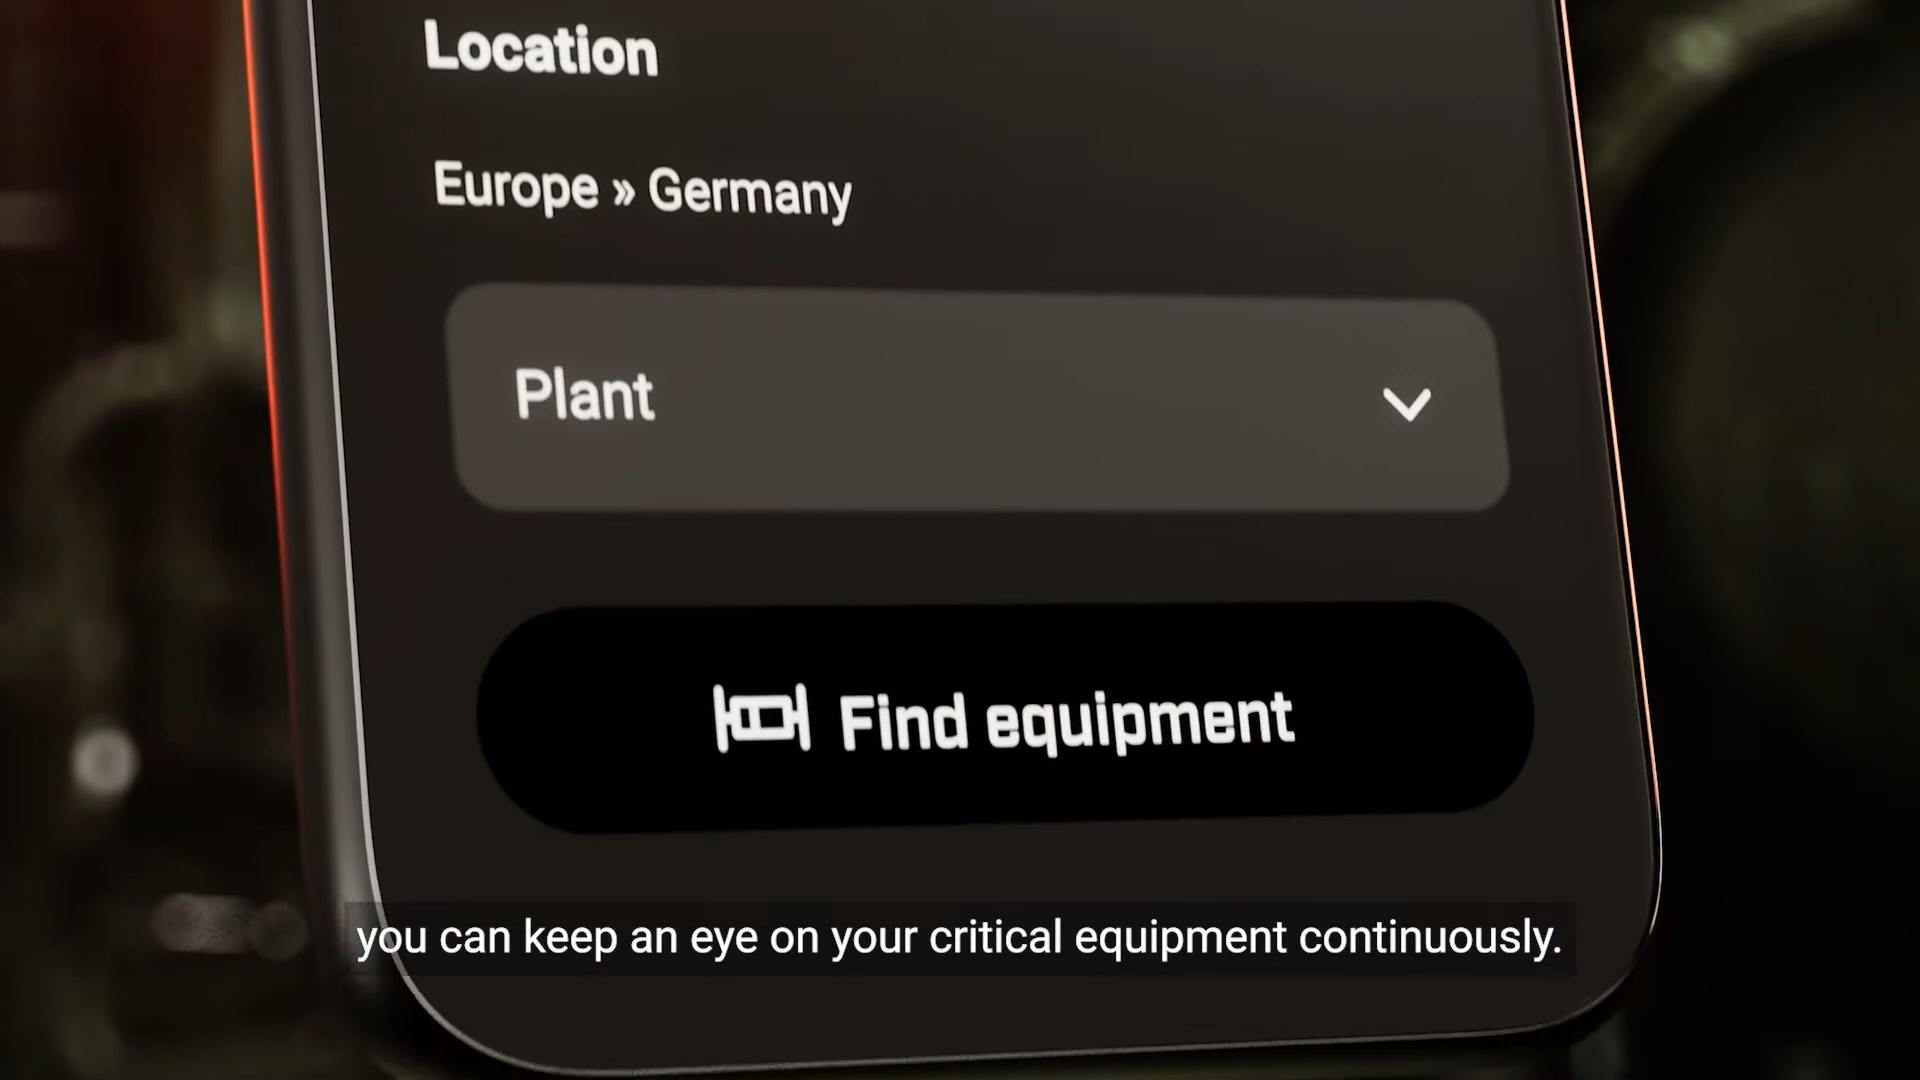 Location
Europe » Germany
Plant
Find equipment
you can keep an eye on your critical equipment continuously.